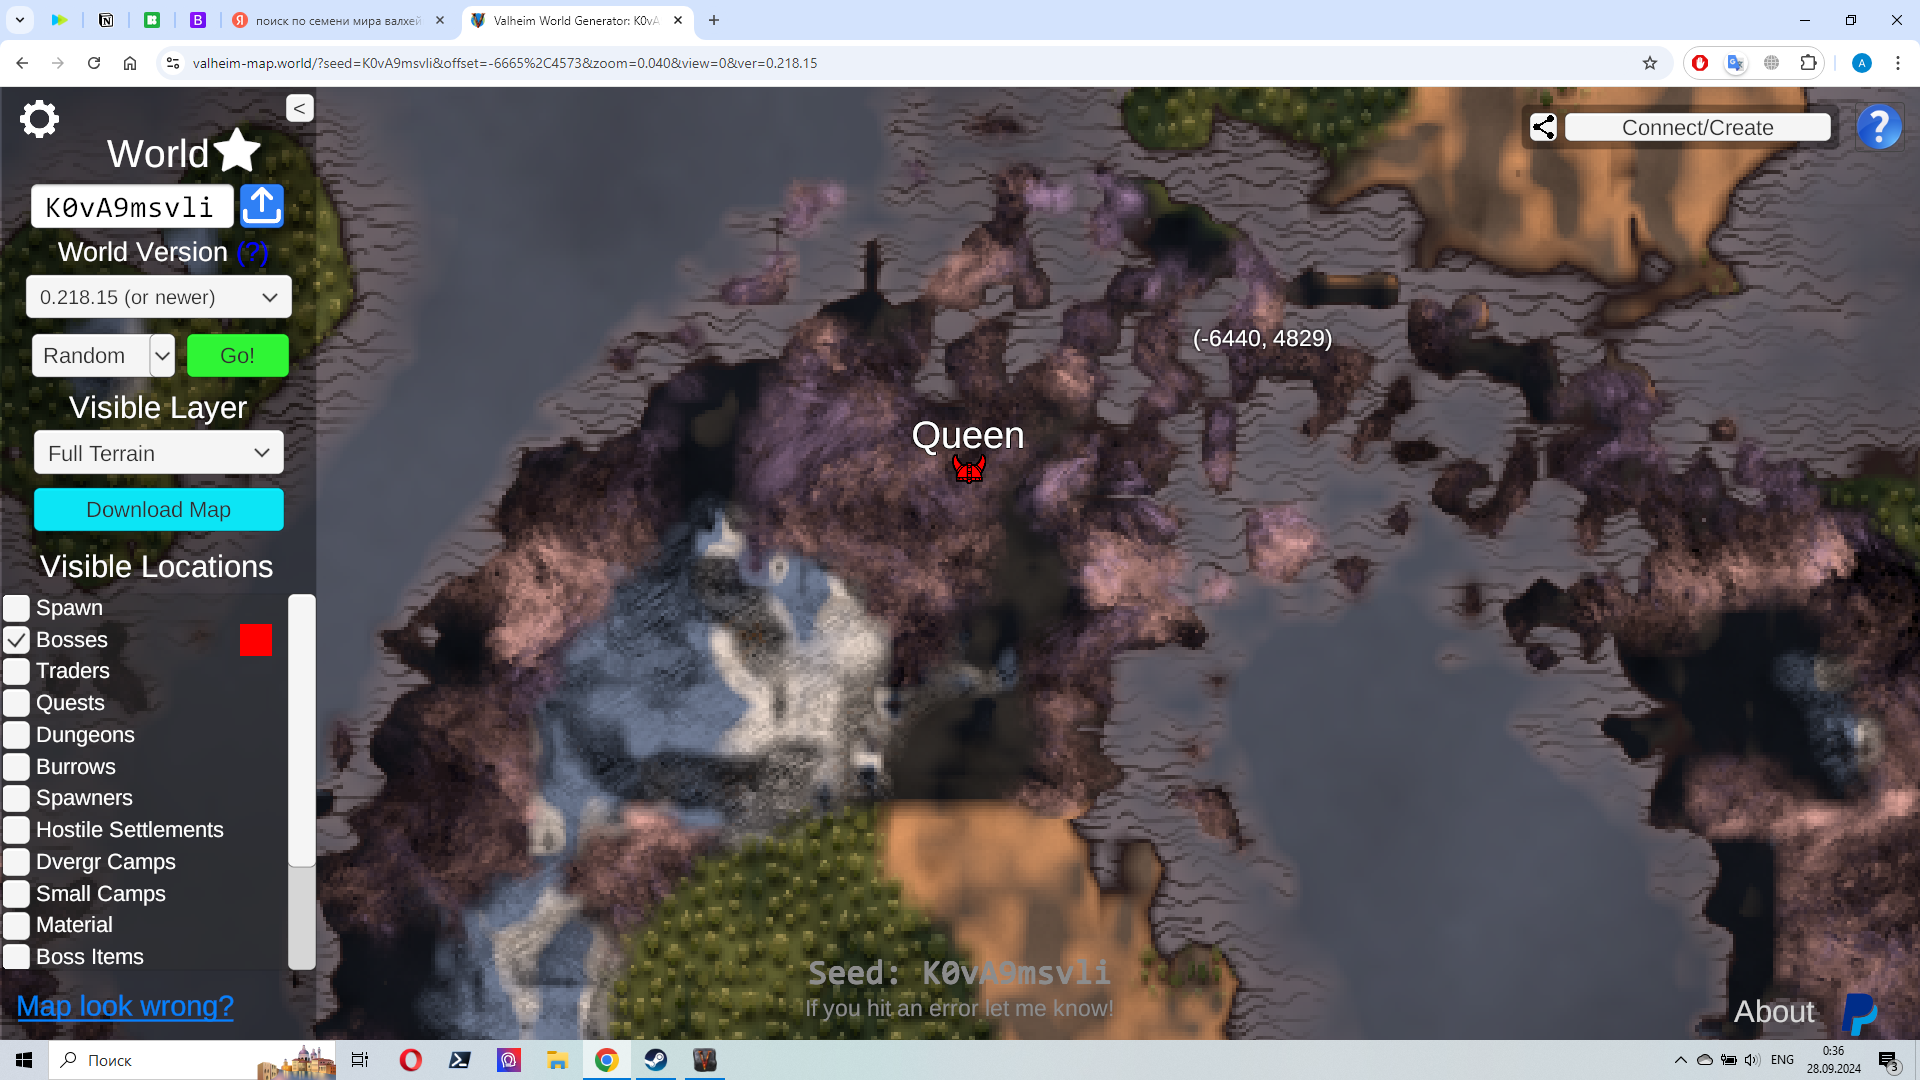 поиск по семени мира валхей
Valheim World Generator: K0vA
valheim-map.world/?seed=K0vA9msvli&offset=-6665%2C4573&zoom=0.040&view=0&ver=0.218.15
A
<
World
K0vA9msvli
World Version (?)
0.218.15 (or newer)
Random
Go!
Visible Layer
Full Terrain
Download Map
Visible Locations
Spawn
Bosses
Traders
Quests
Dungeons
Burrows
Spawners
Hostile Settlements
Dvergr Camps
Small Camps
Material
Boss Items
Map look wrong?
Connect/Create
?
(-6440, 4829)
Queen
Seed: K0vA9msvli
If you hit an error let me know!
About
Поиск
ENG
0:36
28.09.2024
3